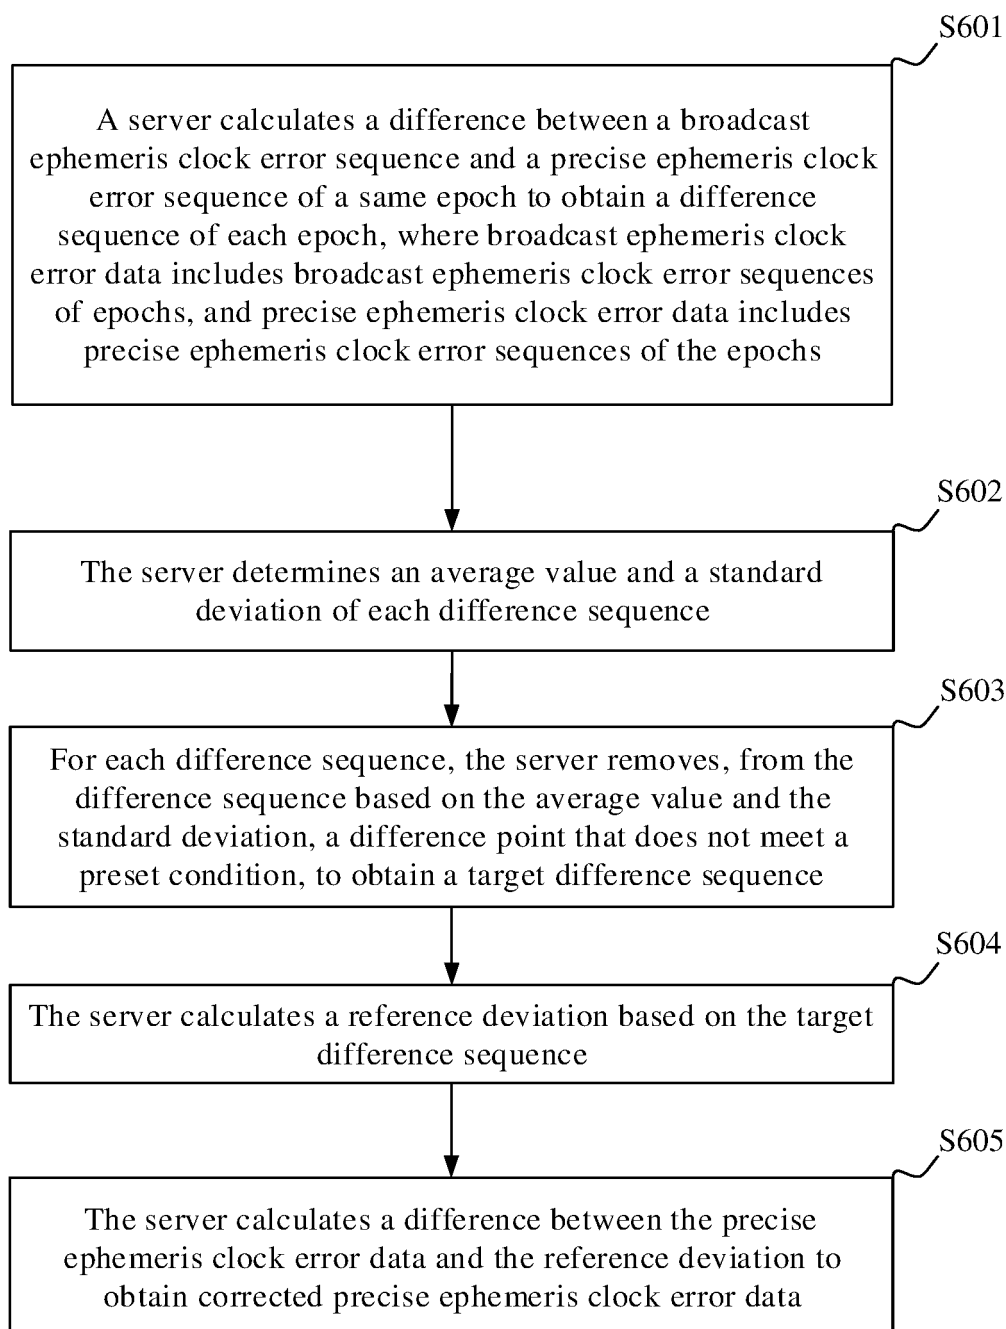 S601
A server calculates a difference between a broadcast
ephemeris clock error sequence and a precise ephemeris clock
error sequence of a same epoch to obtain a difference
sequence of each epoch, where broadcast ephemeris clock
error data includes broadcast ephemeris clock error sequences
of epochs, and precise ephemeris clock error data includes
precise ephemeris clock error sequences of the epochs
S602
The server determines an average value and a standard
deviation of each difference sequence
S603
For each difference sequence, the server removes, from the
difference sequence based on the average value and the
standard deviation, a difference point that does not meet a
preset condition, to obtain a target difference sequence
S604
The server calculates a reference deviation based on the target
difference sequence
S605
The server calculates a difference between the precise
ephemeris clock error data and the reference deviation to
obtain corrected precise ephemeris clock error data